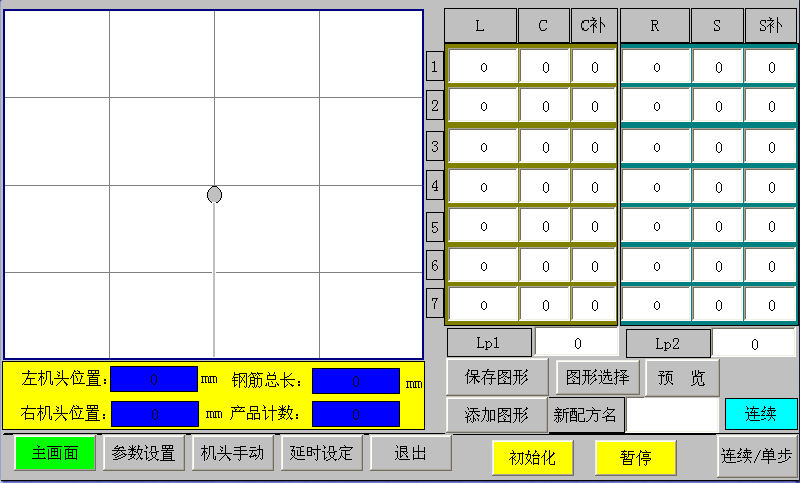 L C C补 R S S补
1 0 0 0 0 0 0
2 0 0 0 0 0 0
3 0 0 0 0 0 0
4 0 0 0 0 0 0
5 0 0 0 0 0 0
6 0 0 0 0 0 0
7 0 0 0 0 0 0
Lp1 0 Lp2 0
左机头位置: 0 mm 钢筋总长: 0 mm
右机头位置: 0 mm 产品计数: 0
保存图形 图形选择 预 览
添加图形 新配方名 连续
主画面 参数设置 机头手动 延时设定 退出 初始化 暂停 连续/单步